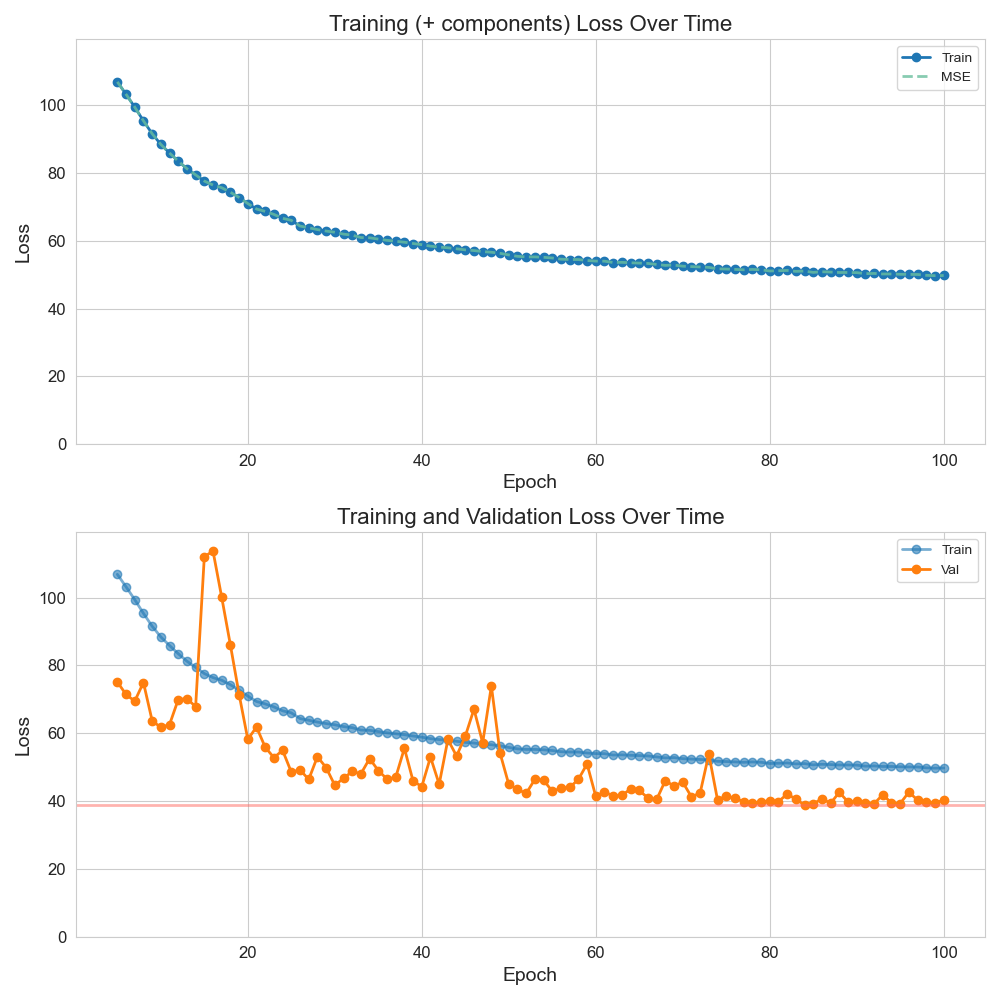 Training (+ components) Loss Over Time
Train
MSE
100
80
60
40
20
0
Loss
20 40 60 80 100
Epoch
Training and Validation Loss Over Time
Train
Val
100
80
60
40
20
0
Loss
20 40 60 80 100
Epoch